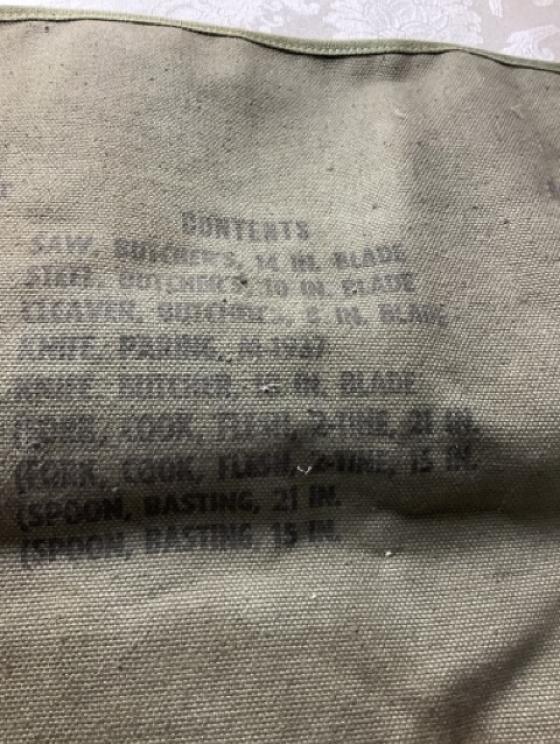 CONTENTS
SAW, BUTCHER'S, 14 IN. BLADE
STEEL, BUTCHER'S, 10 IN. BLADE
CLEAVER, BUTCHER'S, 8 IN. BLADE
KNIFE, PARING, M-1937
KNIFE, BUTCHER, 10 IN. BLADE
(FORK, COOK, FLESH, 2-TINE, 21 IN.
(FORK, COOK, FLESH, 2-TINE, 15 IN.
(SPOON, BASTING, 21 IN.
(SPOON, BASTING, 15 IN.